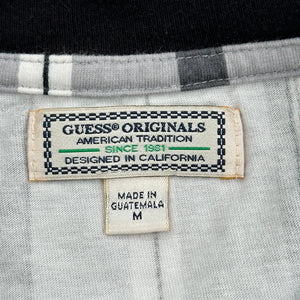 GUESS® ORIGINALS
AMERICAN TRADITION
SINCE 1981
DESIGNED IN CALIFORNIA
MADE IN
GUATEMALA
M